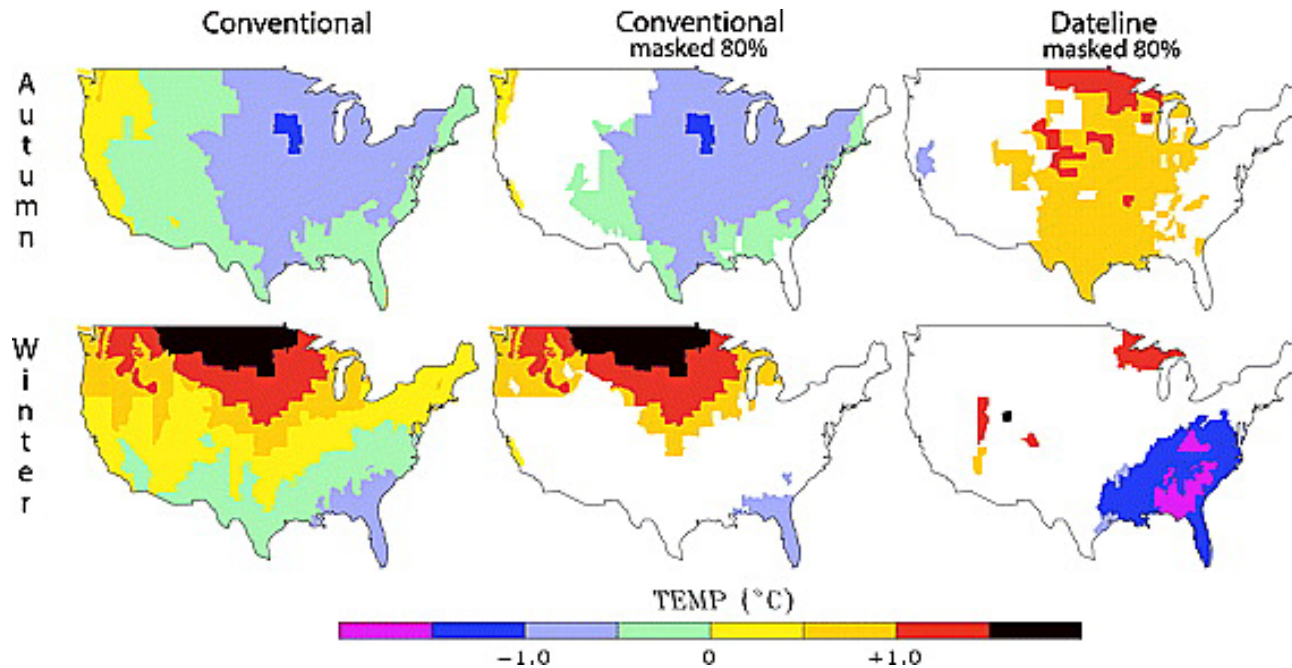 Conventional
Conventional
masked 80%
Dateline
masked 80%
Autumn
Winter
TEMP (°C)
-1.0 0 +1.0